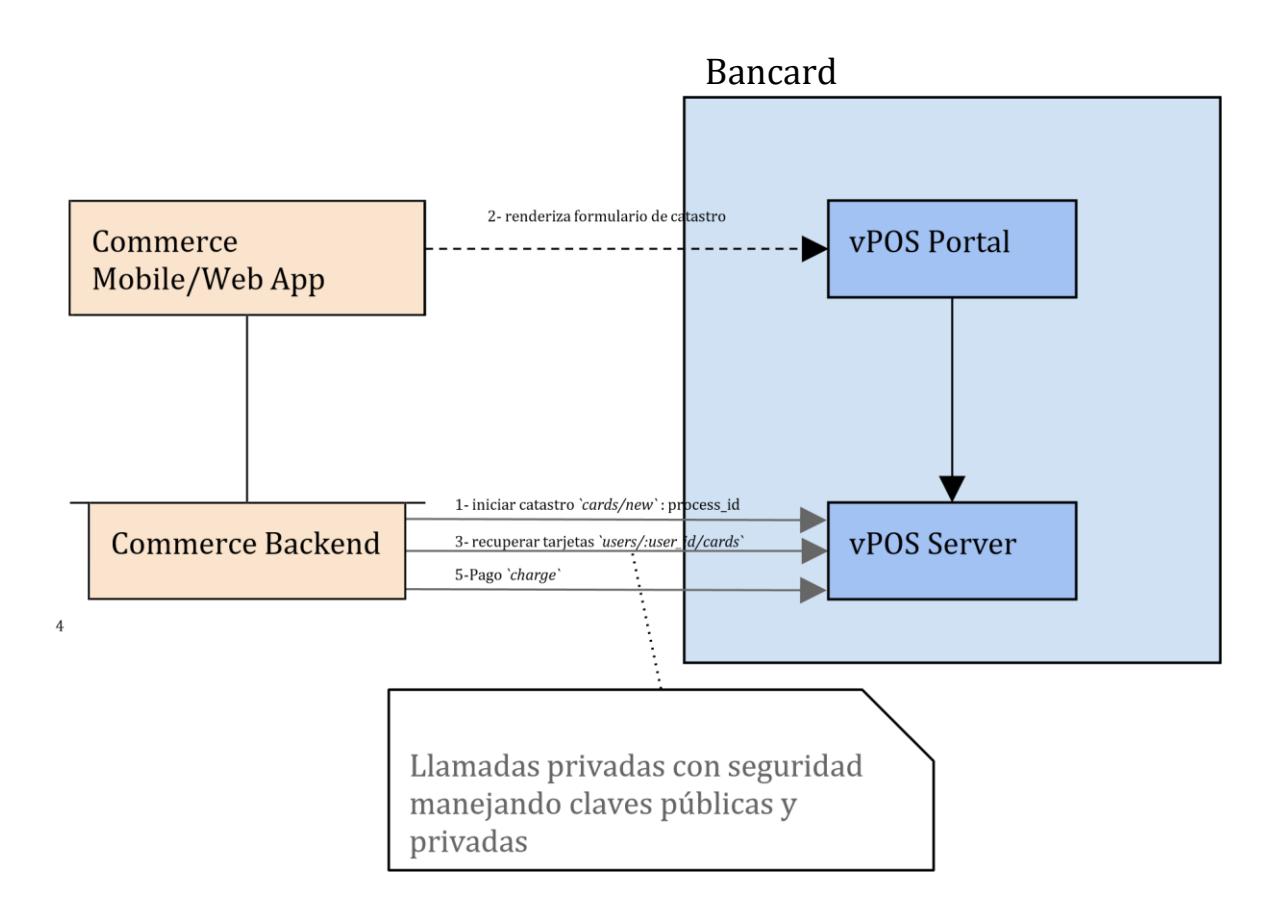 Bancard
2- renderiza formulario de catastro
Commerce
Mobile/Web App
vPOS Portal
1- iniciar catastro `cards/new` : process_id
Commerce Backend
3- recuperar tarjetas `users/:user_id/cards`
vPOS Server
5-Pago `charge`
4
Llamadas privadas con seguridad
manejando claves públicas y
privadas